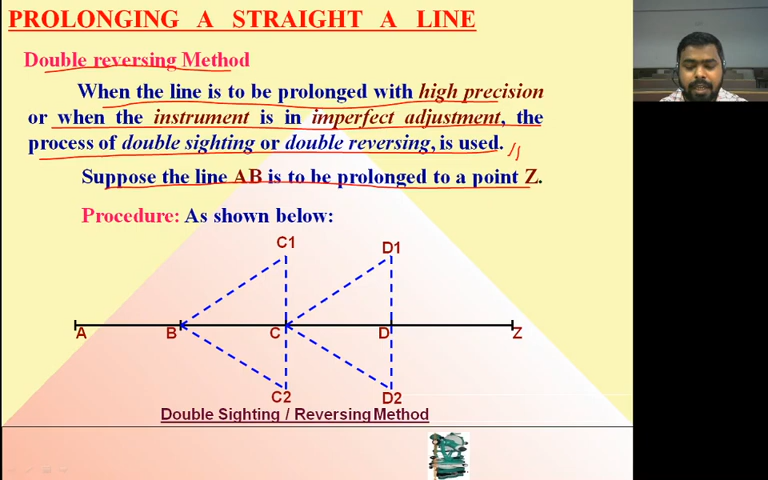 PROLONGING A STRAIGHT A LINE
Double reversing Method
When the line is to be prolonged with high precision
or when the instrument is in imperfect adjustment, the
process of double sighting or double reversing, is used.
Suppose the line AB is to be prolonged to a point Z.
Procedure: As shown below:
C1 D1
A B C D Z
C2 D2
Double Sighting / Reversing Method